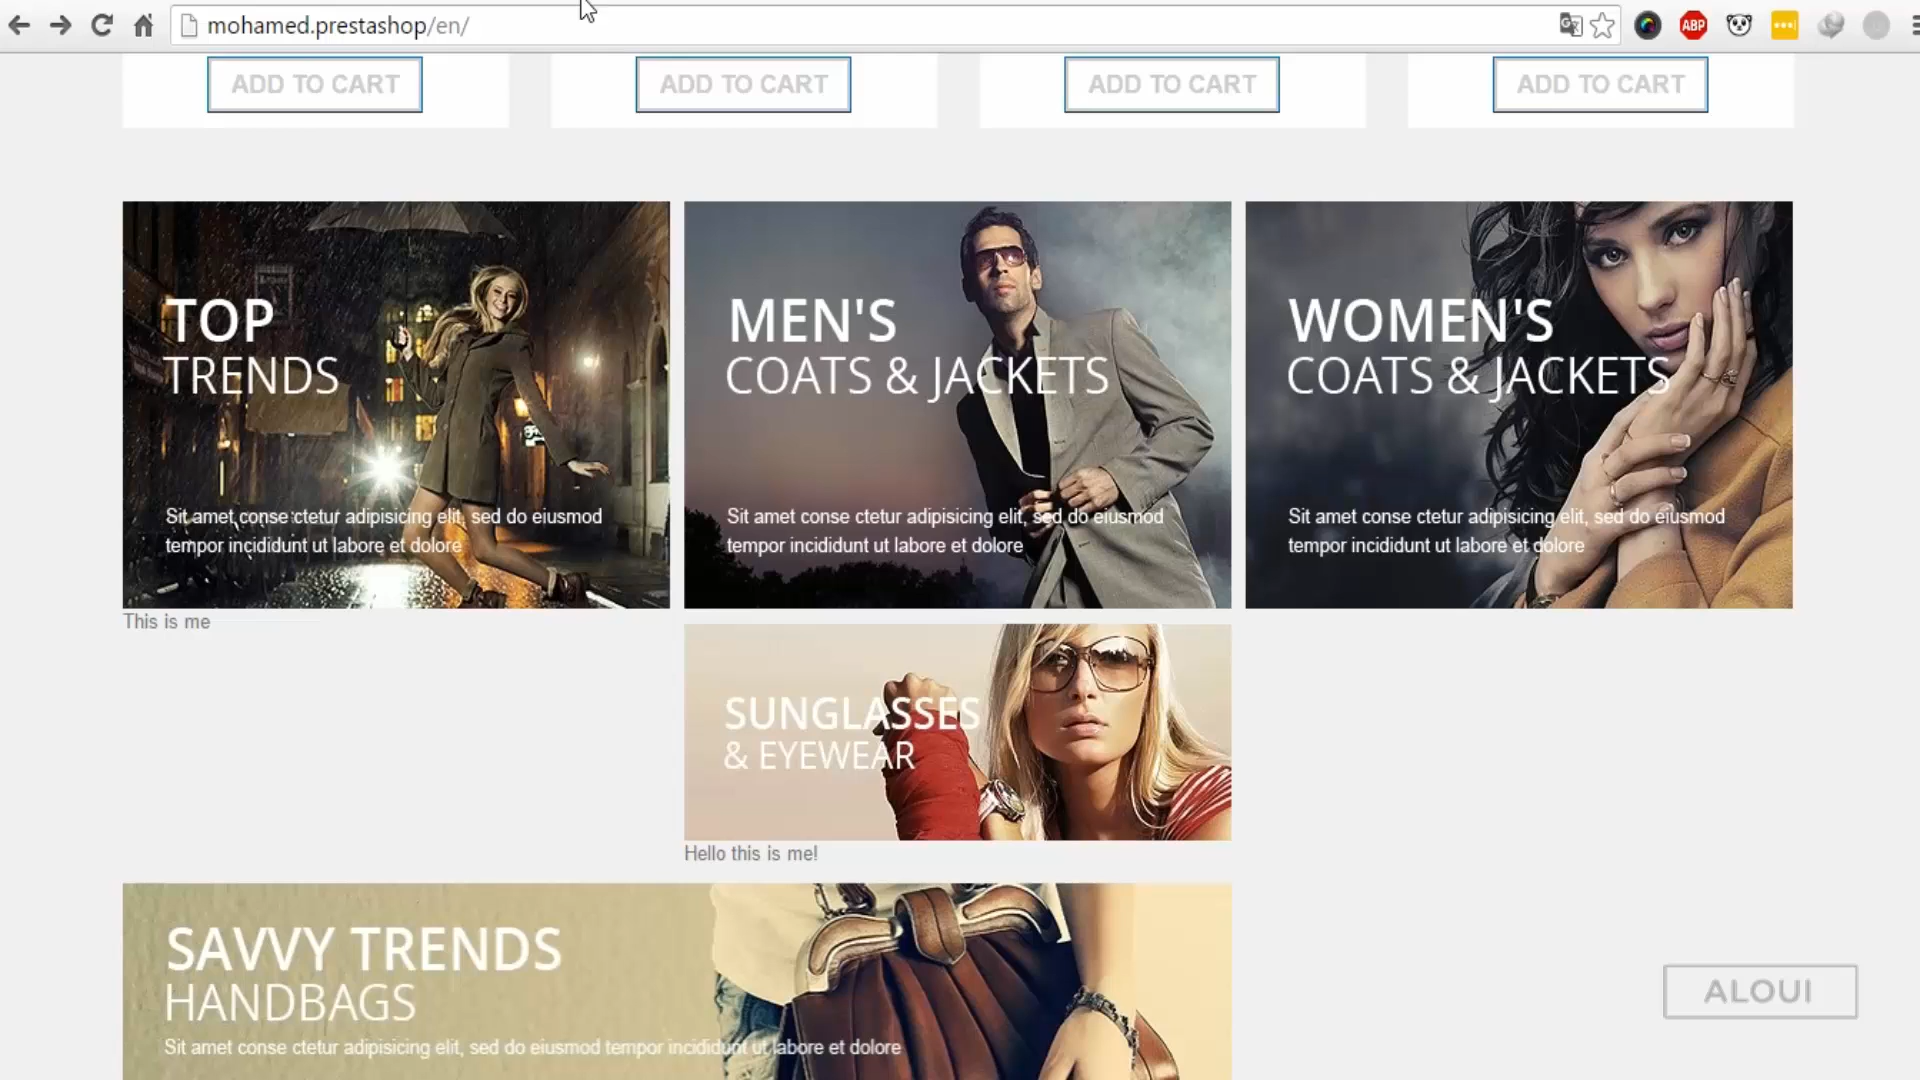 mohamed.prestashop/en/
ABP
ADD TO CART
ADD TO CART
ADD TO CART
ADD TO CART
TOP
TRENDS
Sit amet conse ctetur adipisicing elit, sed do eiusmod
tempor incididunt ut labore et dolore
This is me
MEN'S
COATS & JACKETS
Sit amet conse ctetur adipisicing elit, sed do eiusmod
tempor incididunt ut labore et dolore
WOMEN'S
COATS & JACKETS
Sit amet conse ctetur adipisicing elit, sed do eiusmod
tempor incididunt ut labore et dolore
SUNGLASSES
& EYEWEAR
Hello this is me!
SAVVY TRENDS
HANDBAGS
Sit amet conse ctetur adipisicing elit, sed do eiusmod tempor incididunt ut labore et dolore
ALOUI